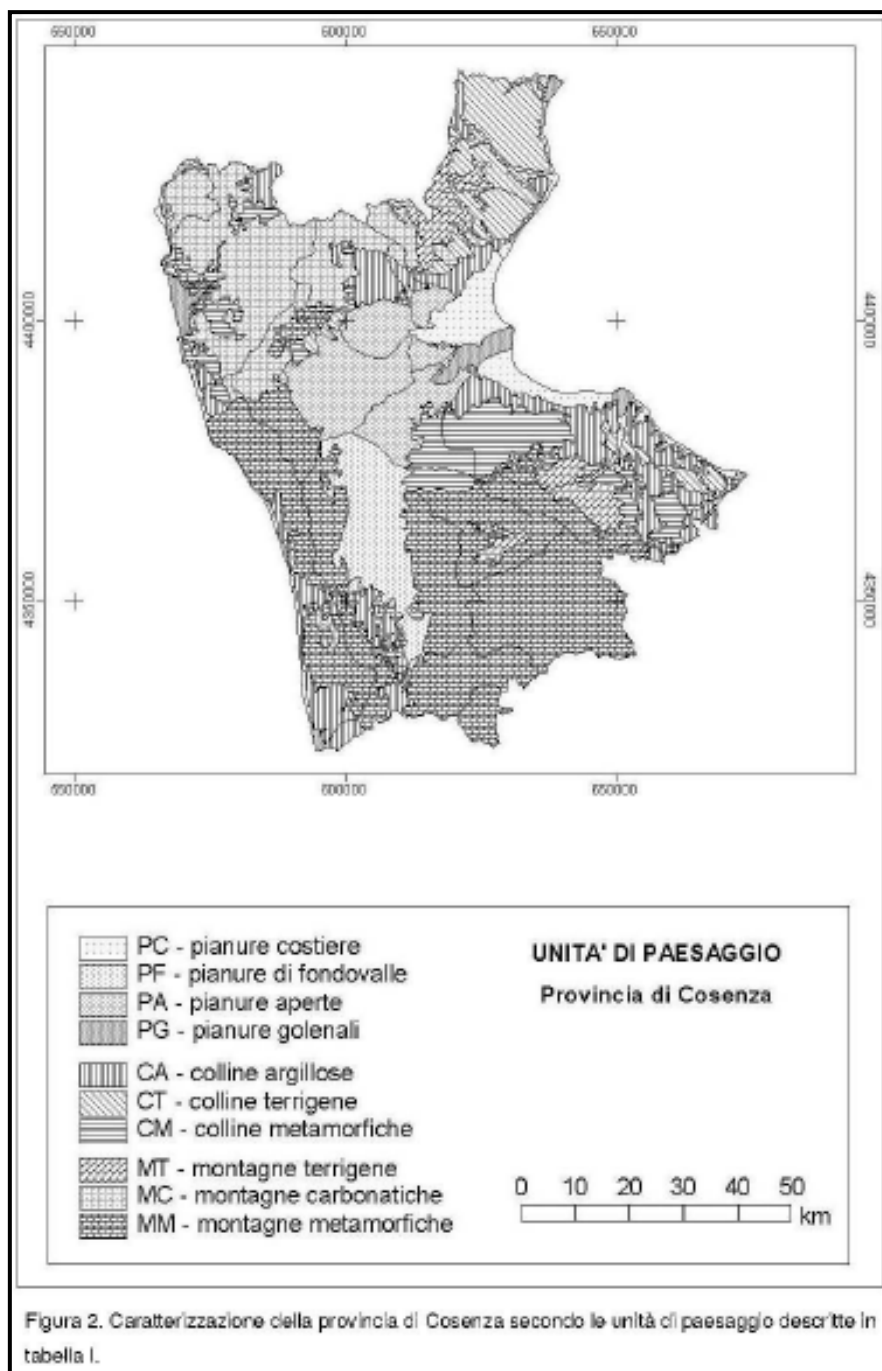 550000 600000 650000
4400000 4400000
4350000 4350000
550000 600000 650000
PC - pianure costiere
PF - pianure di fondovalle
PA - pianure aperte
PG - pianure golenali
CA - colline argillose
CT - colline terrigene
CM - colline metamorfiche
MT - montagne terrigene
MC - montagne carbonatiche
MM - montagne metamorfiche
UNITA' DI PAESAGGIO
Provincia di Cosenza
0 10 20 30 40 50
km
Figura 2. Caratterizzazione della provincia di Cosenza secondo le unità di paesaggio descritte in
tabella I.